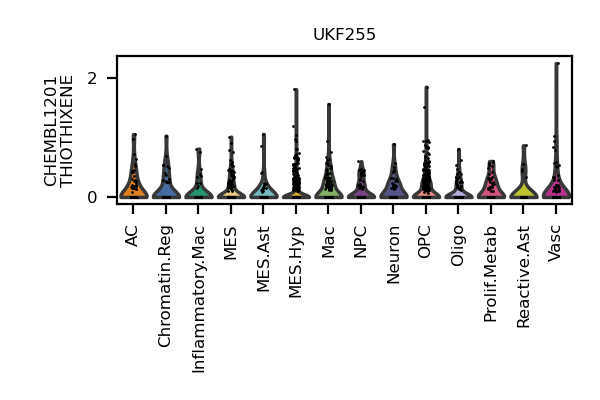 UKF255
CHEMBL1201
THIOTHIXENE
2
0
AC
Chromatin.Reg
Inflammatory.Mac
MES
MES.Ast
MES.Hyp
Mac
NPC
Neuron
OPC
Oligo
Prolif.Metab
Reactive.Ast
Vasc